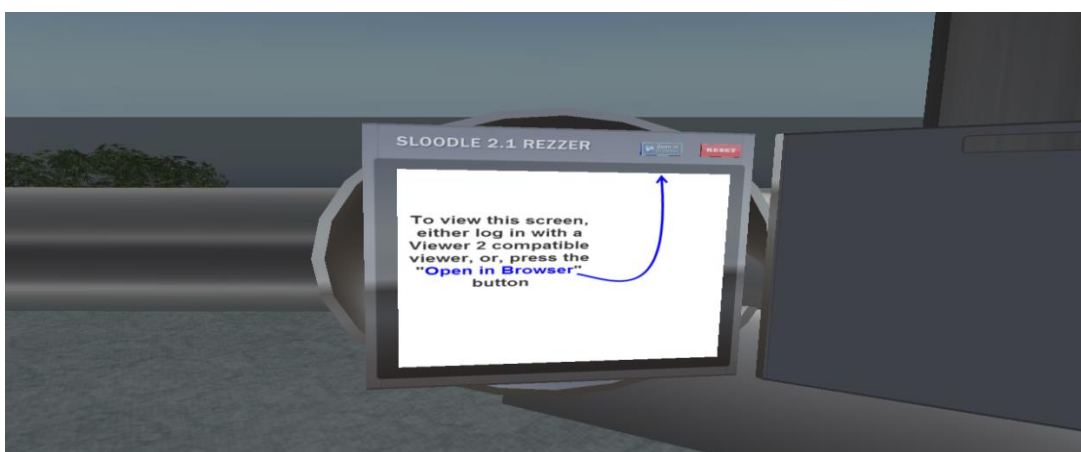 SLOODLE 2.1 REZZER
RESET
To view this screen,
either log in with a
Viewer 2 compatible
viewer, or, press the
"Open in Browser"
button